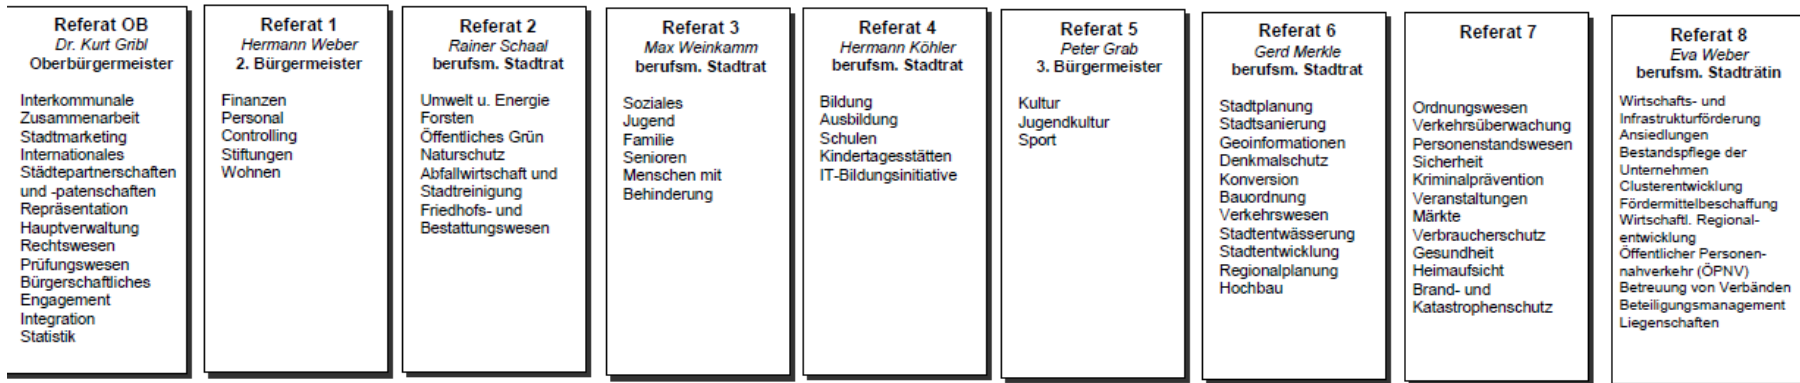 Referat OB
Dr. Kurt Gribl
Oberbürgermeister
Interkommunale
Zusammenarbeit
Stadtmarketing
Internationales
Städtepartnerschaften
und -patenschaften
Repräsentation
Hauptverwaltung
Rechtswesen
Prüfungswesen
Bürgerschaftliches
Engagement
Integration
Statistik
Referat 1
Hermann Weber
2. Bürgermeister
Finanzen
Personal
Controlling
Stiftungen
Wohnen
Referat 2
Rainer Schaal
berufsm. Stadtrat
Umwelt u. Energie
Forsten
Öffentliches Grün
Naturschutz
Abfallwirtschaft und
Stadtreinigung
Friedhofs- und
Bestattungswesen
Referat 3
Max Weinkamm
berufsm. Stadtrat
Soziales
Jugend
Familie
Senioren
Menschen mit
Behinderung
Referat 4
Hermann Köhler
berufsm. Stadtrat
Bildung
Ausbildung
Schulen
Kindertagesstätten
IT-Bildungsinitiative
Referat 5
Peter Grab
3. Bürgermeister
Kultur
Jugendkultur
Sport
Referat 6
Gerd Merkle
berufsm. Stadtrat
Stadtplanung
Stadtsanierung
Geoinformationen
Denkmalschutz
Konversion
Bauordnung
Verkehrswesen
Stadtentwässerung
Stadtentwicklung
Regionalplanung
Hochbau
Referat 7
Ordnungswesen
Verkehrsüberwachung
Personenstandswesen
Sicherheit
Kriminalprävention
Veranstaltungen
Märkte
Verbraucherschutz
Gesundheit
Heimaufsicht
Brand- und
Katastrophenschutz
Referat 8
Eva Weber
berufsm. Stadträtin
Wirtschafts- und
Infrastrukturförderung
Ansiedlungen
Bestandspflege der
Unternehmen
Clusterentwicklung
Fördermittelbeschaffung
Wirtschaftl. Regional-
entwicklung
Öffentlicher Personen-
nahverkehr (ÖPNV)
Betreuung von Verbänden
Beteiligungsmanagement
Liegenschaften